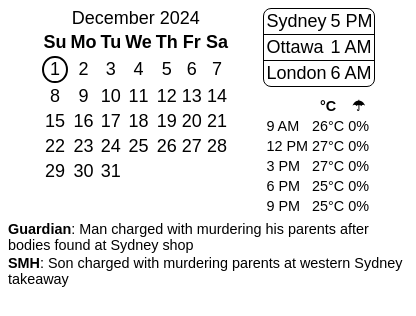 December 2024
Su Mo Tu We Th Fr Sa
1 2 3 4 5 6 7
8 9 10 11 12 13 14
15 16 17 18 19 20 21
22 23 24 25 26 27 28
29 30 31
Sydney 5 PM
Ottawa 1 AM
London 6 AM
°C ☂
9 AM 26°C 0%
12 PM 27°C 0%
3 PM 27°C 0%
6 PM 25°C 0%
9 PM 25°C 0%
Guardian: Man charged with murdering his parents after
bodies found at Sydney shop
SMH: Son charged with murdering parents at western Sydney
takeaway